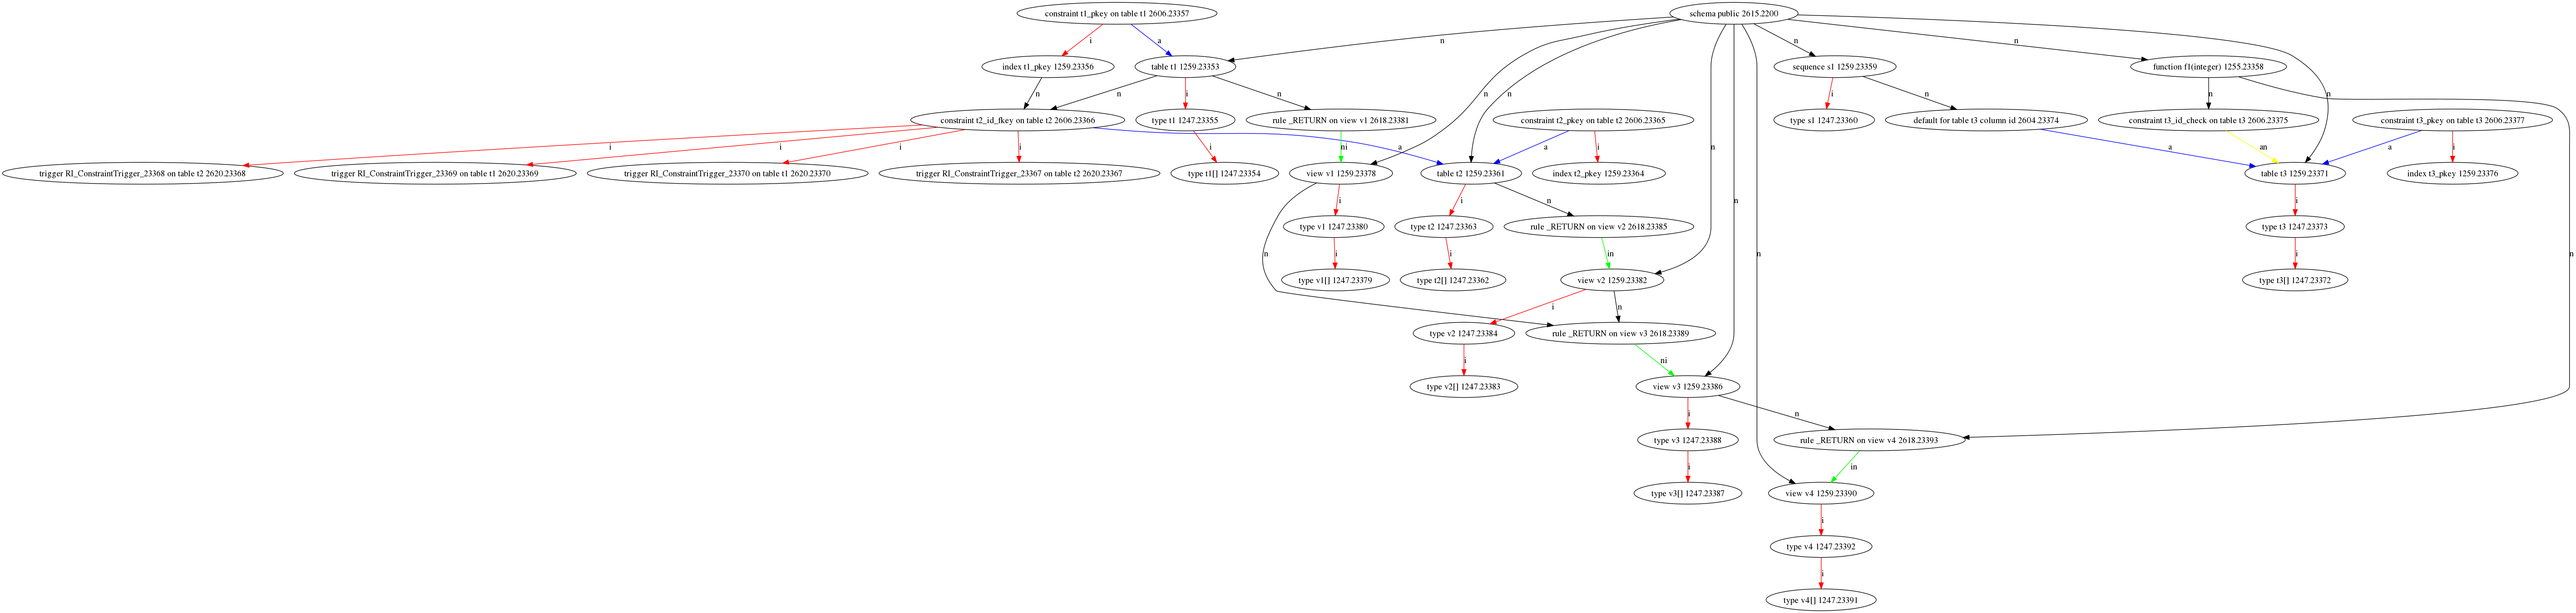 constraint t1_pkey on table t1 2606.23357
schema public 2615.2200
i
a
n
n
n
n
n
n
n
n
n
index t1_pkey 1259.23356
table t1 1259.23353
sequence s1 1259.23359
function f1(integer) 1255.23358
n
n
i
n
i
n
n
n
constraint t2_id_fkey on table t2 2606.23366
type t1 1247.23355
rule _RETURN on view v1 2618.23381
constraint t2_pkey on table t2 2606.23365
type s1 1247.23360
default for table t3 column id 2604.23374
constraint t3_id_check on table t3 2606.23375
constraint t3_pkey on table t3 2606.23377
i
i
i
i
a
i
ni
a
i
a
an
a
i
trigger RI_ConstraintTrigger_23368 on table t2 2620.23368
trigger RI_ConstraintTrigger_23369 on table t1 2620.23369
trigger RI_ConstraintTrigger_23370 on table t1 2620.23370
trigger RI_ConstraintTrigger_23367 on table t2 2620.23367
type t1[] 1247.23354
view v1 1259.23378
table t2 1259.23361
index t2_pkey 1259.23364
table t3 1259.23371
index t3_pkey 1259.23376
n
i
i
n
i
type v1 1247.23380
type t2 1247.23363
rule _RETURN on view v2 2618.23385
type t3 1247.23373
i
i
in
i
type v1[] 1247.23379
type t2[] 1247.23362
view v2 1259.23382
type t3[] 1247.23372
i
n
type v2 1247.23384
rule _RETURN on view v3 2618.23389
i
ni
type v2[] 1247.23383
view v3 1259.23386
i
n
type v3 1247.23388
rule _RETURN on view v4 2618.23393
i
in
type v3[] 1247.23387
view v4 1259.23390
i
type v4 1247.23392
i
type v4[] 1247.23391